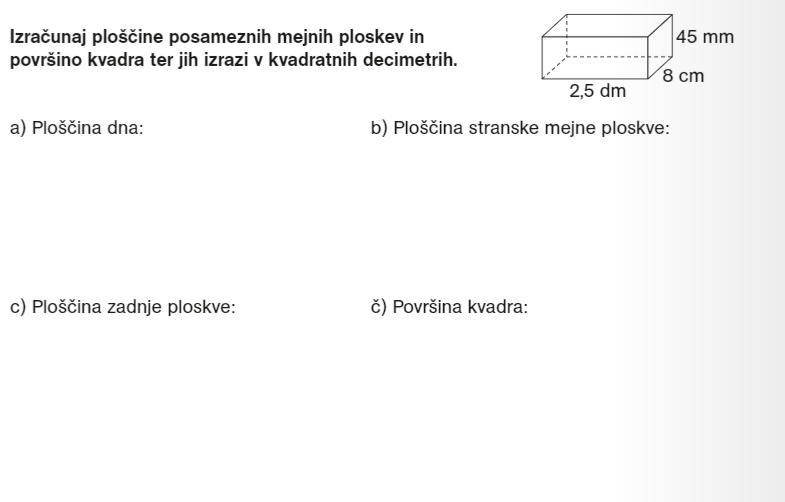 Izračunaj ploščine posameznih mejnih ploskev in
površino kvadra ter jih izrazi v kvadratnih decimetrih.
45 mm
8 cm
2,5 dm
a) Ploščina dna:
b) Ploščina stranske mejne ploskve:
c) Ploščina zadnje ploskve:
č) Površina kvadra: